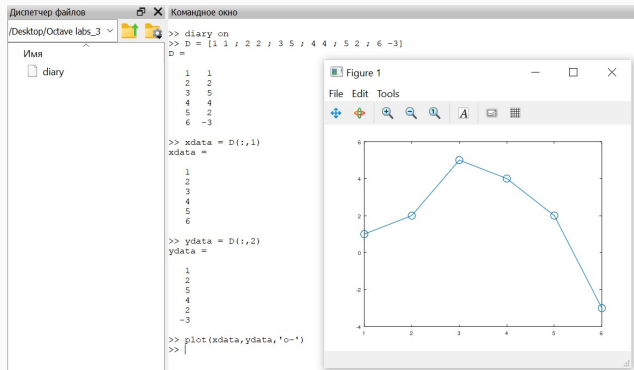 Диспетчер файлов
/Desktop/Octave labs_3
Имя
diary
Командное окно
>> diary on
>> D = [1 1 ; 2 2 ; 3 5 ; 4 4 ; 5 2 ; 6 -3]
D =
1 1
2 2
3 5
4 4
5 2
6 -3
>> xdata = D(:,1)
xdata =
1
2
3
4
5
6
>> ydata = D(:,2)
ydata =
1
2
5
4
2
-3
>> plot(xdata,ydata,'o-')
>>
Figure 1
File Edit Tools
A
6
4
2
0
-2
-4
1 2 3 4 5 6